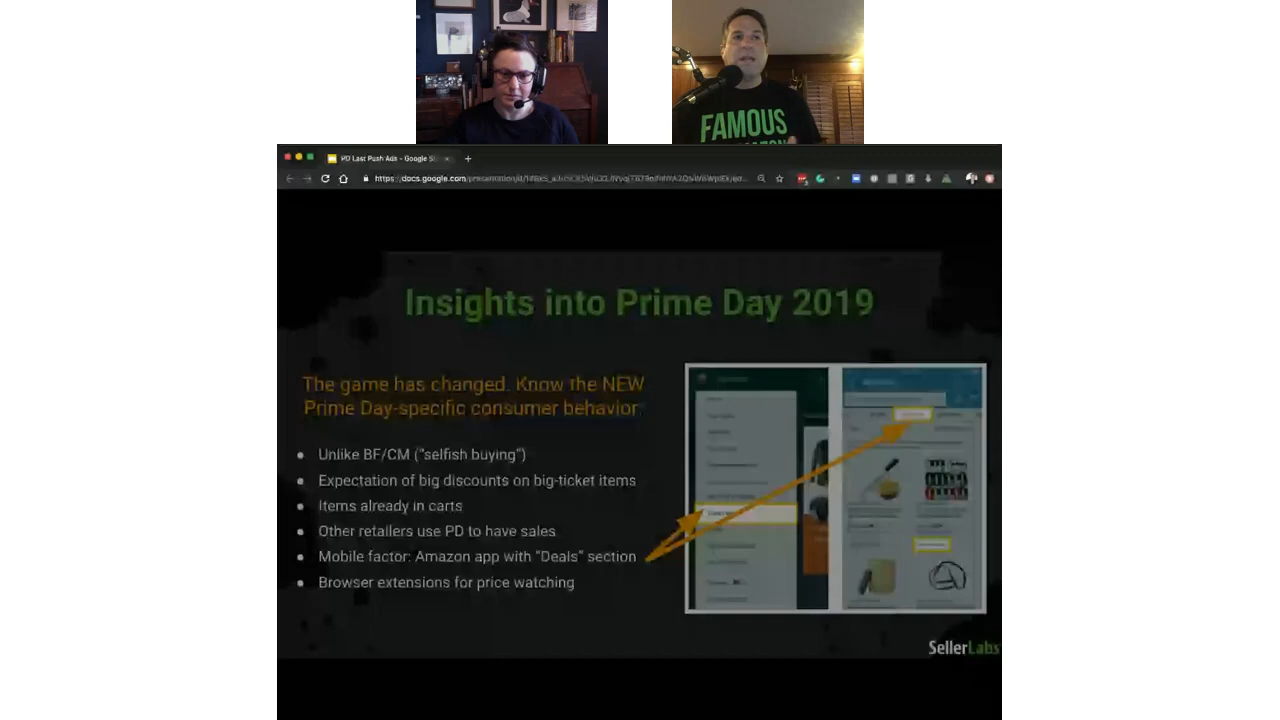 FAMOUS
PD Last Push Ads - Google Sl
https://docs.google.com
Insights into Prime Day 2019
The game has changed. Know the NEW
Prime Day-specific consumer behavior
Unlike BF/CM ("selfish buying")
Expectation of big discounts on big-ticket items
Items already in carts
Other retailers use PD to have sales
Mobile factor: Amazon app with "Deals" section
Browser extensions for price watching
SellerLabs